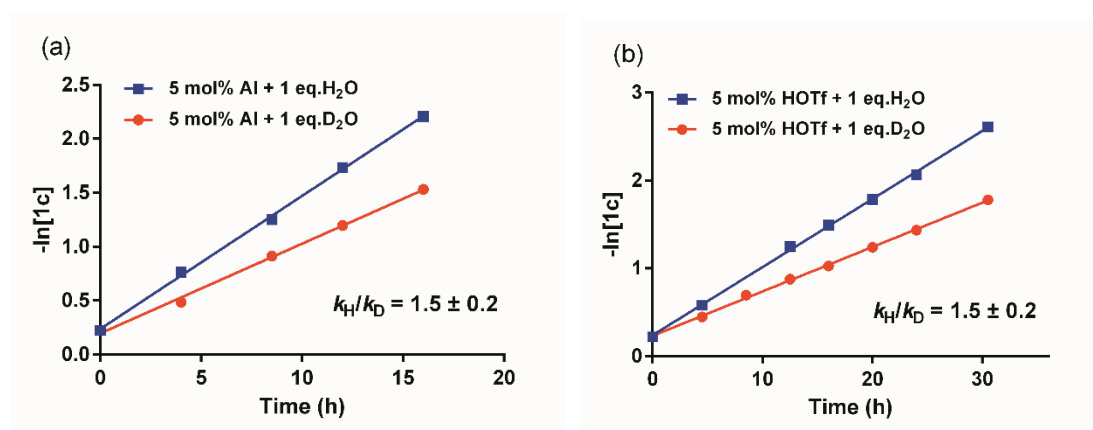 (a)
5 mol% Al + 1 eq.H₂O
5 mol% Al + 1 eq.D₂O
2.5
2.0
1.5
1.0
0.5
0.0
-ln[1c]
kH/kD = 1.5 ± 0.2
0 5 10 15 20
Time (h)
(b)
5 mol% HOTf + 1 eq.H₂O
5 mol% HOTf + 1 eq.D₂O
3
2
1
0
-ln[1c]
kH/kD = 1.5 ± 0.2
0 10 20 30
Time (h)